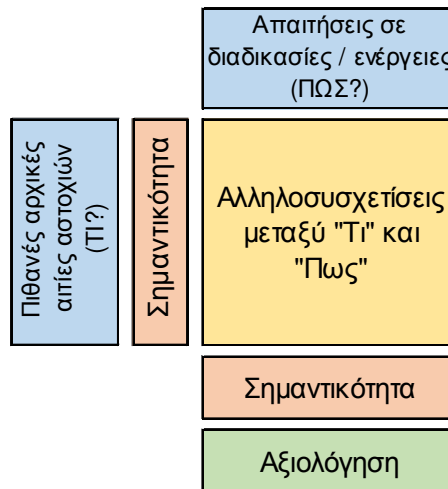 Απαιτήσεις σε
διαδικασίες / ενέργειες
(ΠΩΣ?)
Πιθανές αρχικές
αιτίες αστοχιών
(ΤΙ?)
Σημαντικότητα
Αλληλοσυσχετίσεις
μεταξύ "Τι" και
"Πως"
Σημαντικότητα
Αξιολόγηση